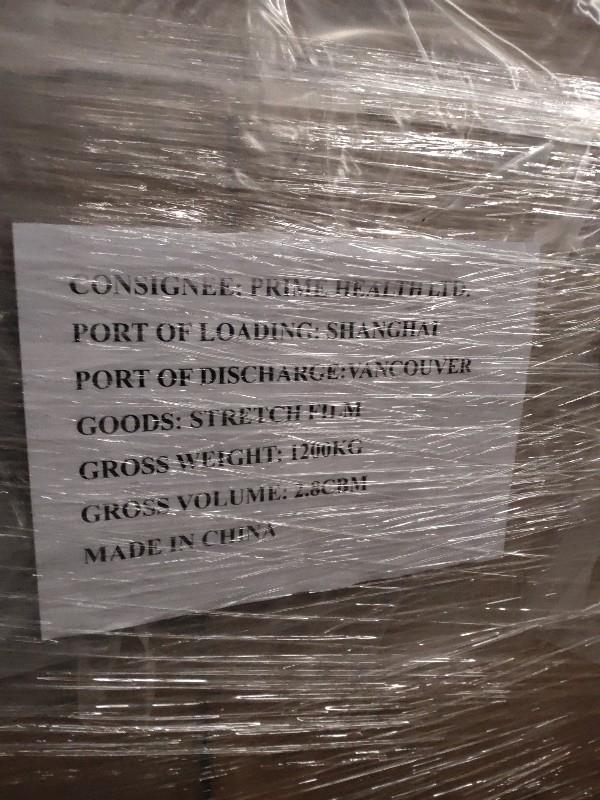 CONSIGNEE: PRIME HEALTH LTD.
PORT OF LOADING: SHANGHAI
PORT OF DISCHARGE:VANCOUVER
GOODS: STRETCH FILM
GROSS WEIGHT: 1200KG
GROSS VOLUME: 2.8CBM
MADE IN CHINA